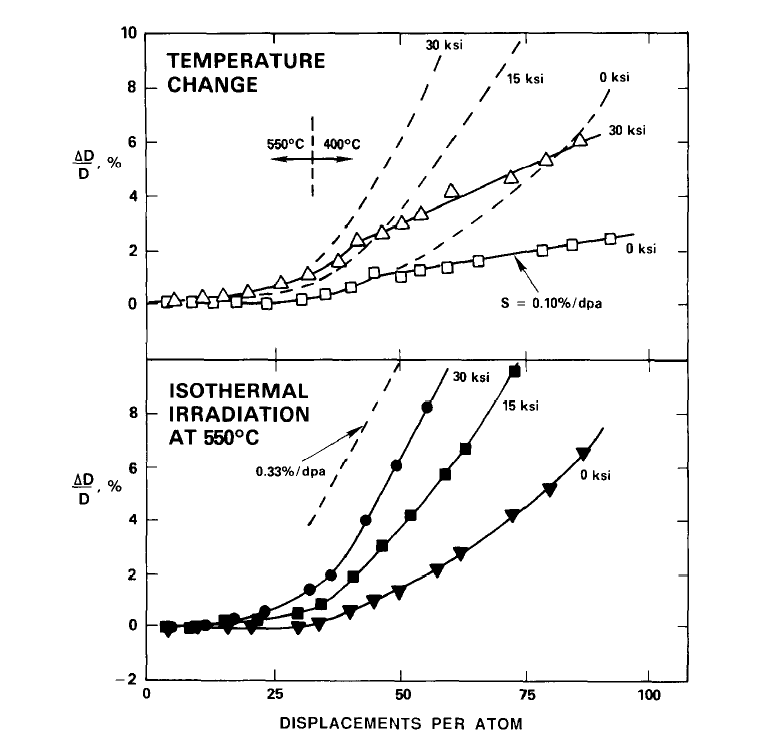 10
30 ksi
TEMPERATURE
CHANGE
15 ksi
0 ksi
8
550°C
400°C
30 ksi
6
ΔD
D , %
4
2
0 ksi
S = 0.10%/dpa
0
ISOTHERMAL
IRRADIATION
AT 550°C
30 ksi
15 ksi
8
0.33%/dpa
0 ksi
ΔD
D , %
6
4
2
0
−2
0
25
50
75
100
DISPLACEMENTS PER ATOM